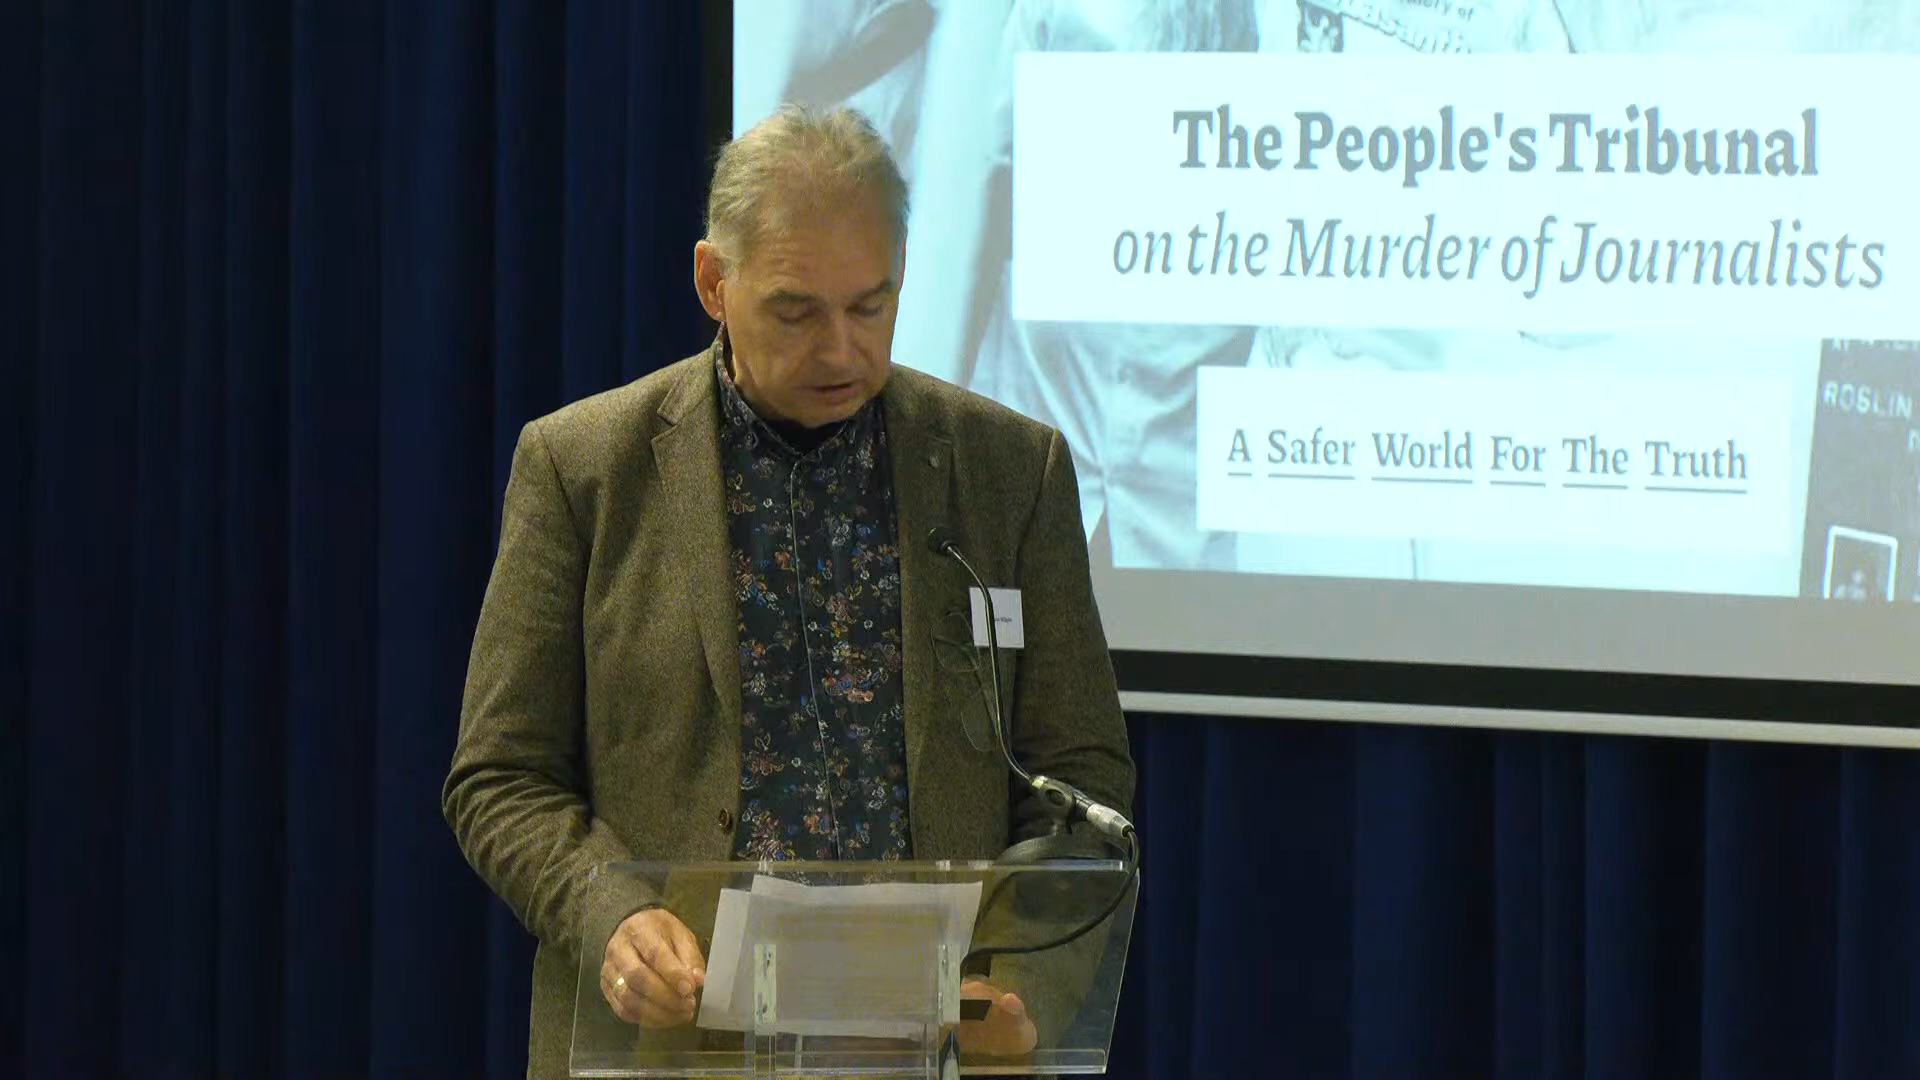 The People's Tribunal
on the Murder of Journalists
A Safer World For The Truth
ROSLIN